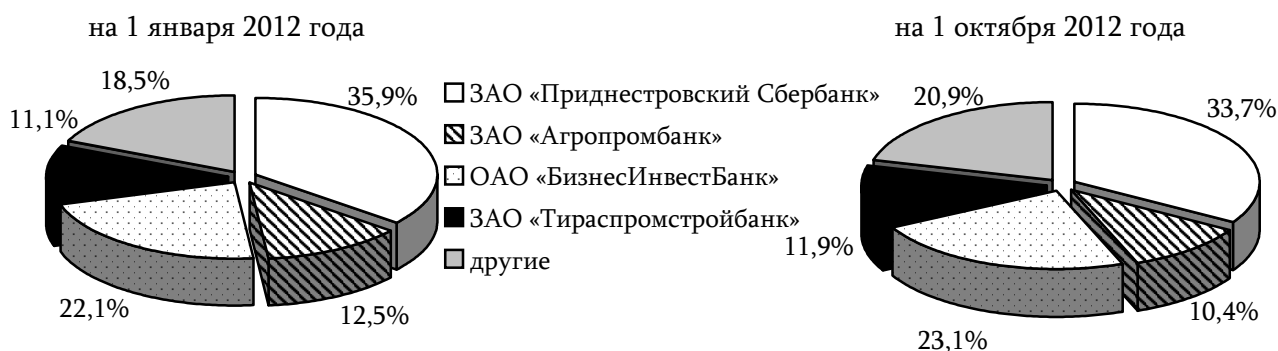 на 1 января 2012 года
18,5%
35,9%
11,1%
22,1%
12,5%
ЗАО «Приднестровский Сбербанк»
ЗАО «Агропромбанк»
ОАО «БизнесИнвестБанк»
ЗАО «Тираспромстройбанк»
другие
на 1 октября 2012 года
20,9%
33,7%
11,9%
10,4%
23,1%